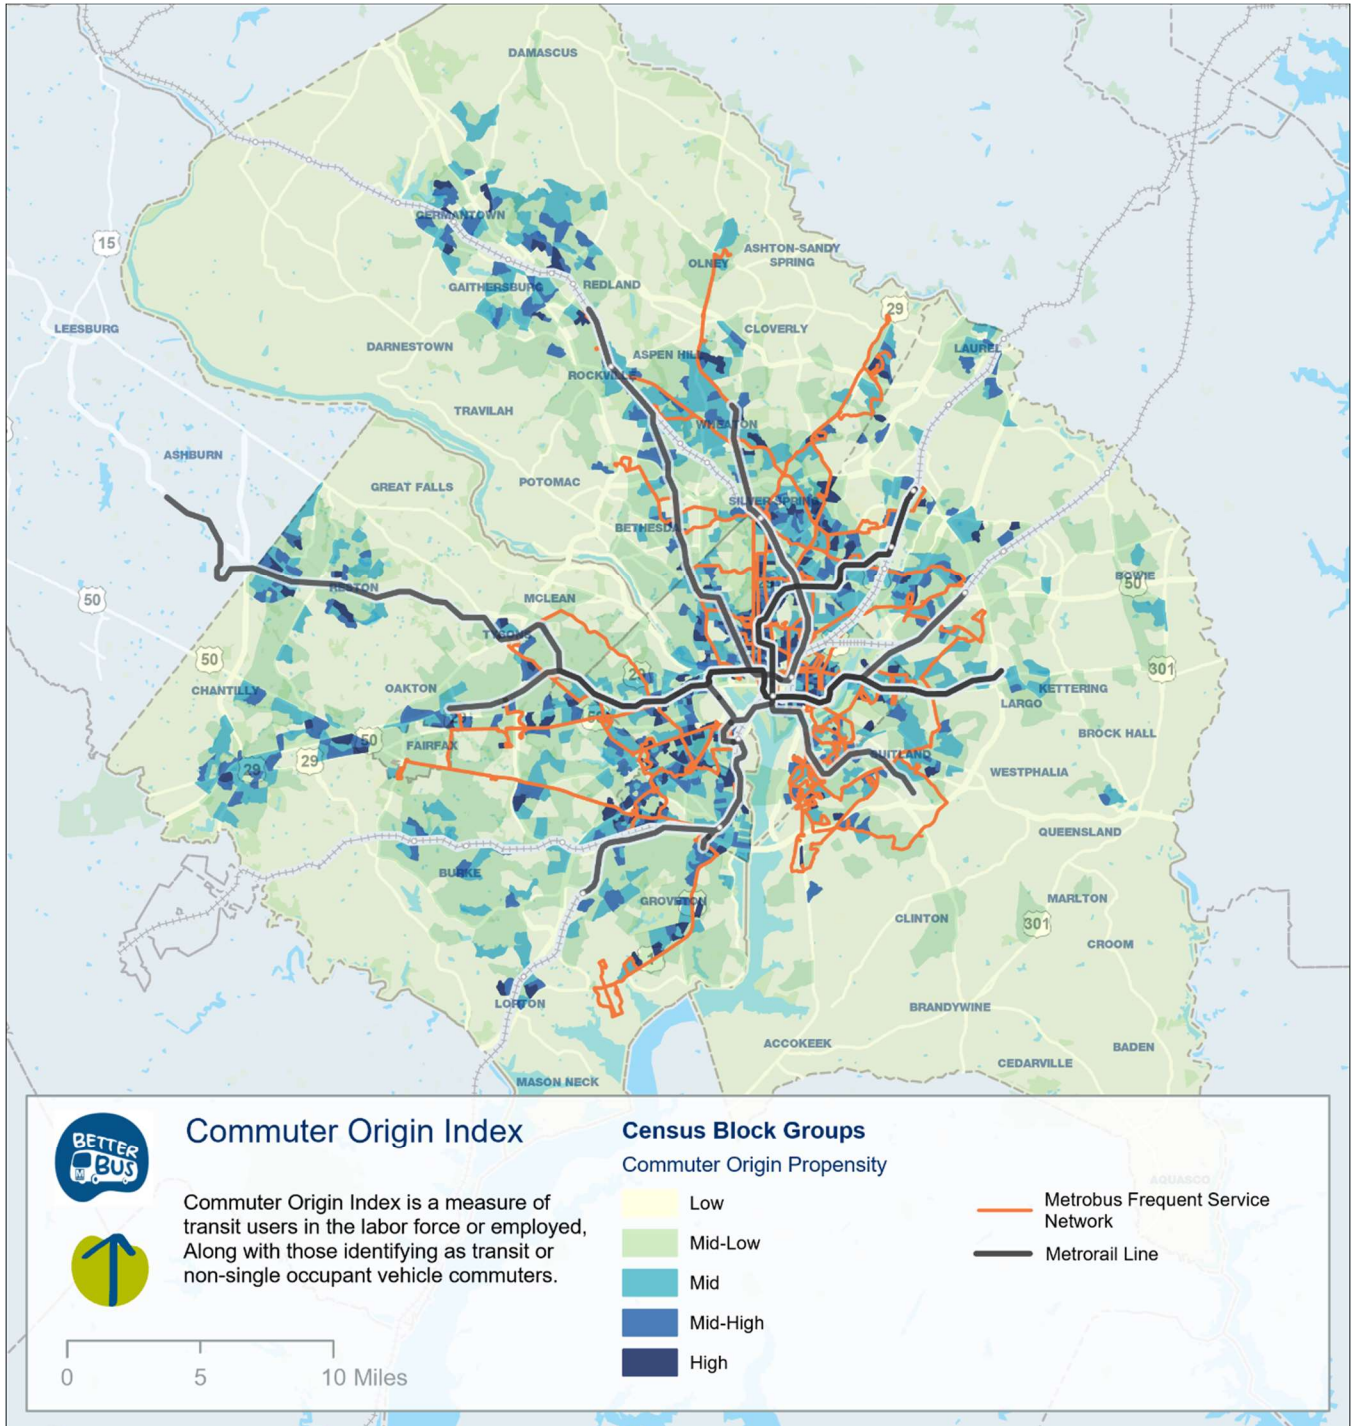 DAMASCUS
GERMANTOWN
15
ASHTON-SANDY
SPRING
OLNEY
GAITHERSBURG
REDLAND
29
LEESBURG
CLOVERLY
DARNESTOWN
ASPEN HILL
LAUREL
ROCKVILLE
TRAVILAH
WHEATON
ASHBURN
POTOMAC
GREAT FALLS
SILVER SPRING
BETHESDA
BOWIE
50
RESTON
50
MCLEAN
TYSONS
50
301
29
CHANTILLY
OAKTON
KETTERING
LARGO
29
50
BROCK HALL
50
FAIRFAX
SUITLAND
29
29
WESTPHALIA
QUEENSLAND
BURKE
GROVETON
MARLTON
CLINTON
301
CROOM
1
LORTON
BRANDYWINE
ACCOKEEK
BADEN
CEDARVILLE
MASON NECK
BETTER
BUS
M
Commuter Origin Index
Commuter Origin Index is a measure of
transit users in the labor force or employed,
Along with those identifying as transit or
non-single occupant vehicle commuters.
0 5 10 Miles
Census Block Groups
Commuter Origin Propensity
Low
Mid-Low
Mid
Mid-High
High
Metrobus Frequent Service
Network
Metrorail Line
AQUASCO